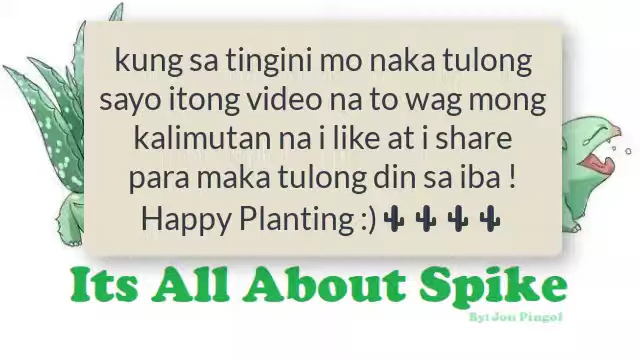 kung sa tingini mo naka tulong
sayo itong video na to wag mong
kalimutan na i like at i share
para maka tulong din sa iba !
Happy Planting :)
Its All About Spike
By: Jon Pingol